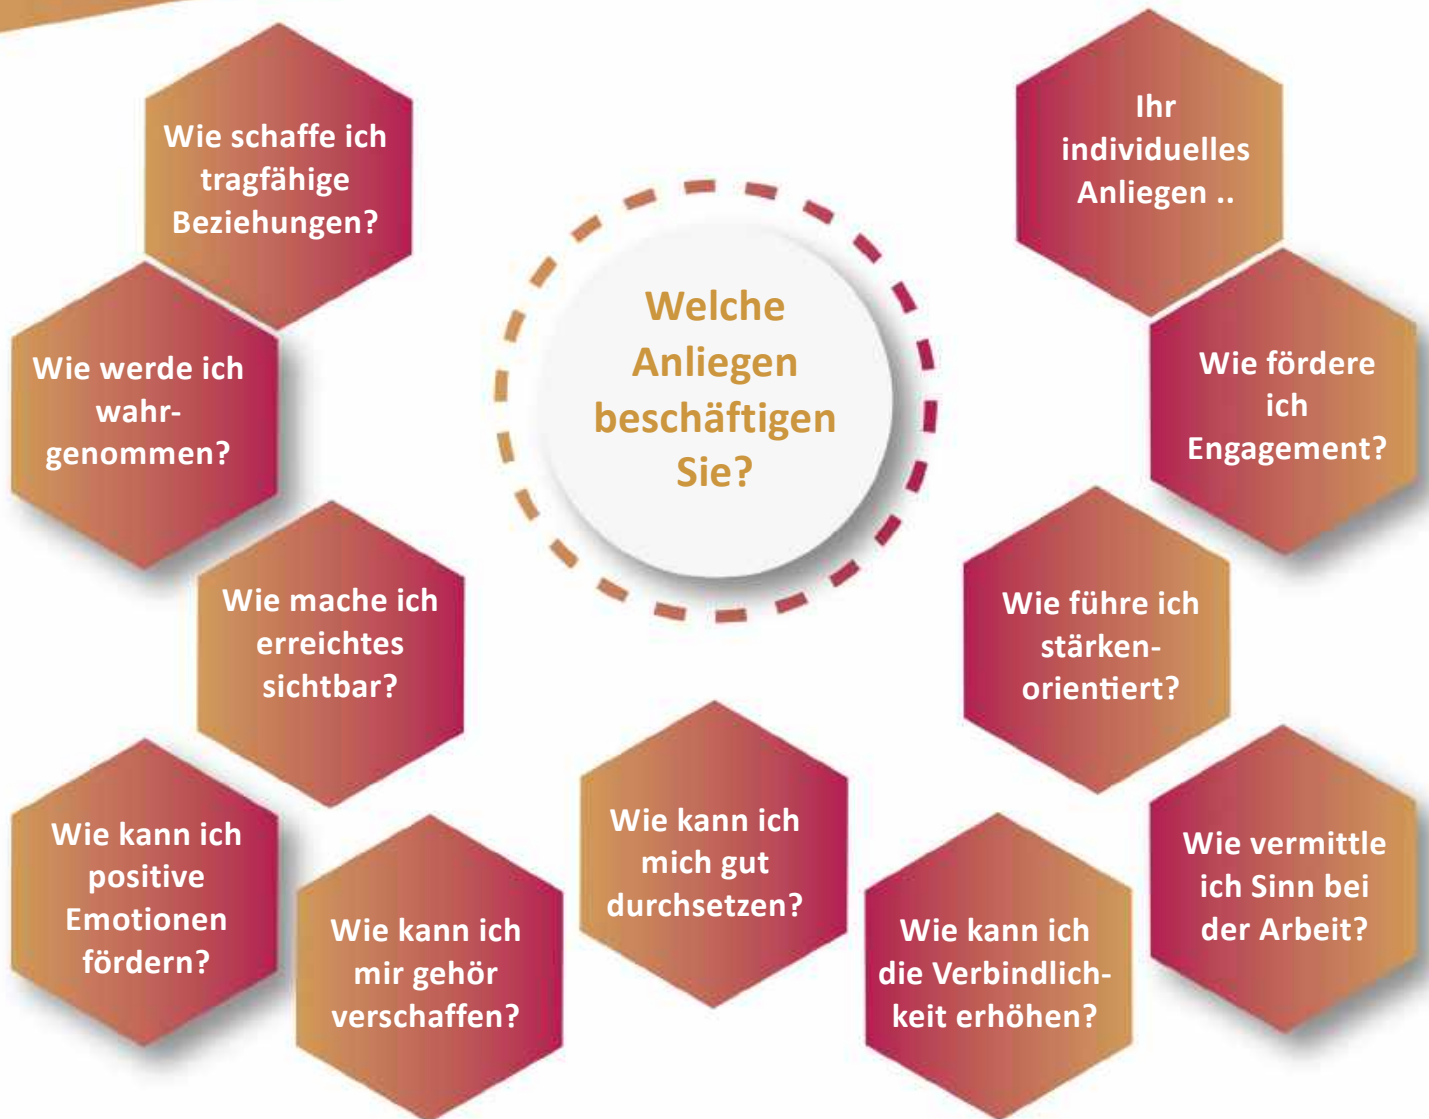 Wie schaffe ich
tragfähige
Beziehungen?
Ihr
individuelles
Anliegen ..
Welche
Anliegen
beschäftigen
Sie?
Wie werde ich
wahr-
genommen?
Wie fördere
ich
Engagement?
Wie mache ich
erreichtes
sichtbar?
Wie führe ich
stärken-
orientiert?
Wie kann ich
positive
Emotionen
fördern?
Wie kann ich
mir gehör
verschaffen?
Wie kann ich
mich gut
durchsetzen?
Wie kann ich
die Verbindlich-
keit erhöhen?
Wie vermittle
ich Sinn bei
der Arbeit?